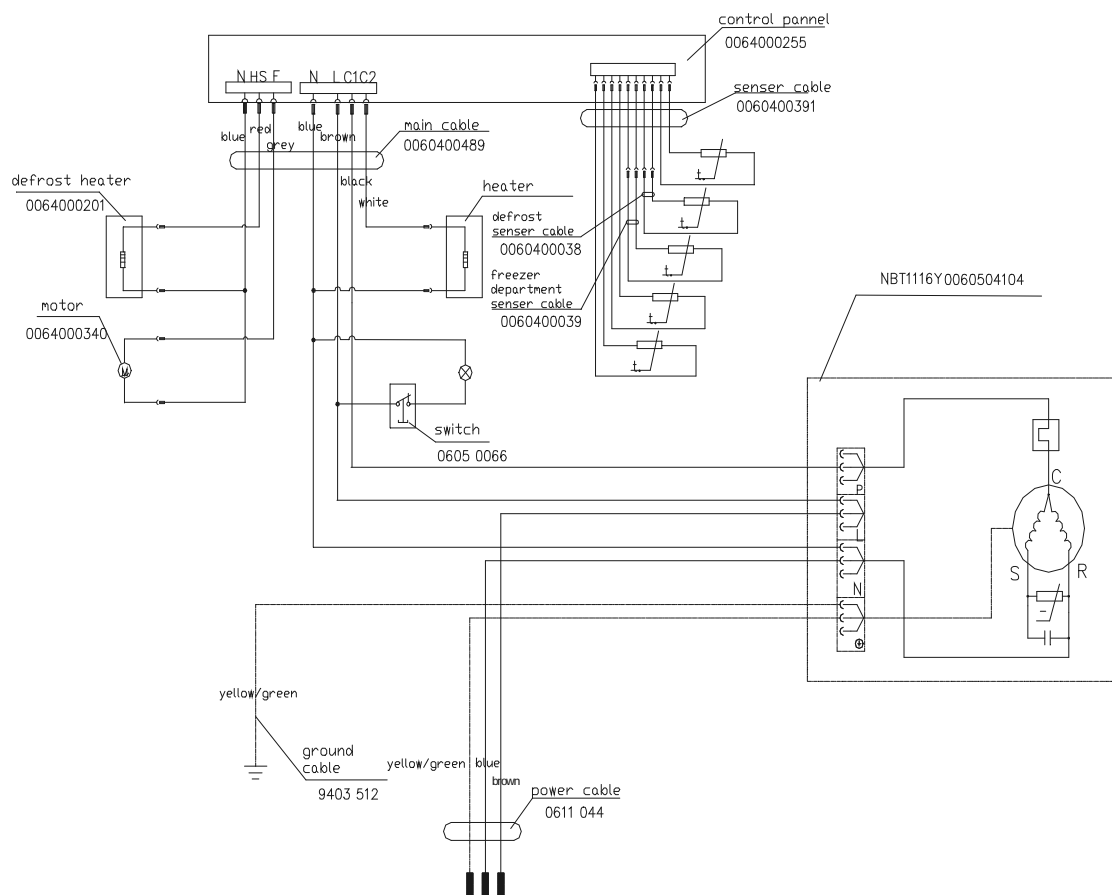 control pannel
0064000255
N HS F
N L C1C2
senser cable
0060400391
blue
red
grey
blue
brown
main cable
0060400489
black
white
defrost heater
0064000201
heater
defrost
senser cable
0060400038
freezer
department
senser cable
0060400039
t.
t.
t.
t.
t.
motor
0064000340
M
switch
0605 0066
NBT1116Y 0060504104
P
L
N
C
S
R
yellow/green
ground
cable
9403 512
yellow/green
blue
brown
power cable
0611 044